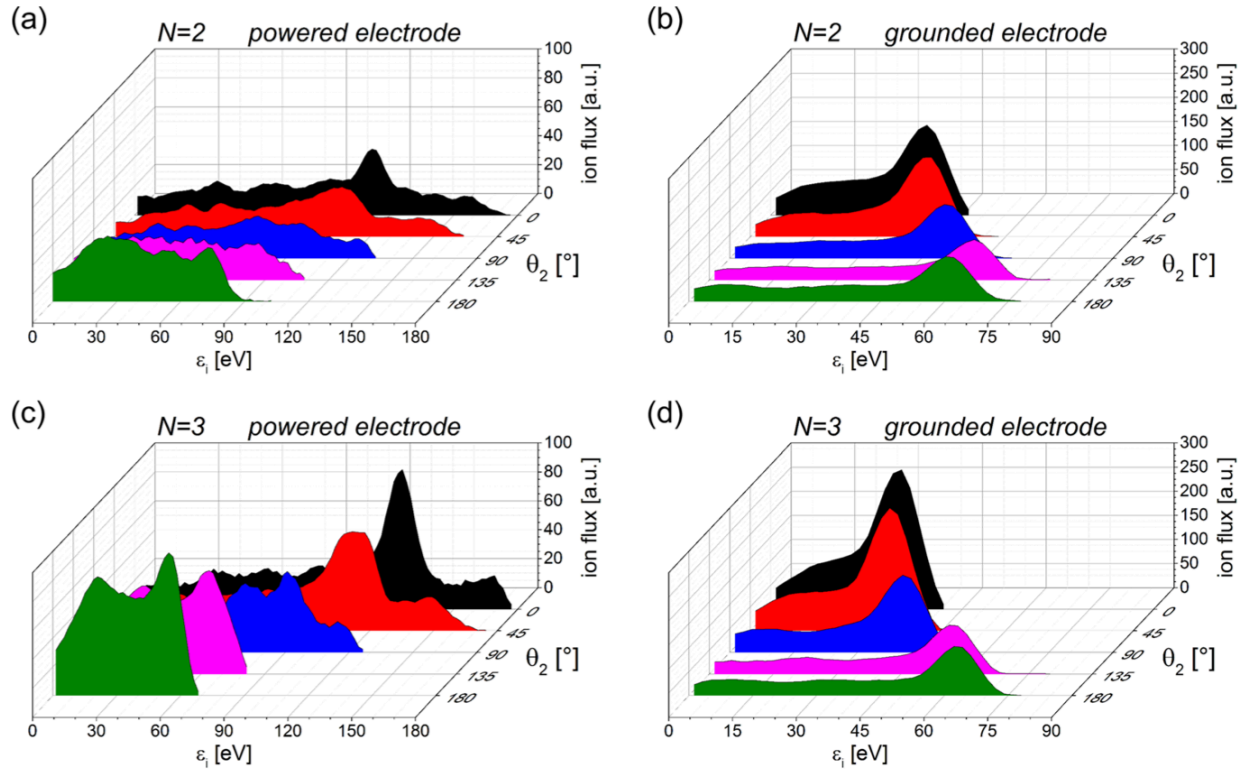 (a)
N=2 powered electrode
100
80
60
40
20
0
ion flux [a.u.]
0
45
90
135
180
θ₂ [°]
0 30 60 90 120 150 180
εᵢ [eV]
(b)
N=2 grounded electrode
300
250
200
150
100
50
0
ion flux [a.u.]
0
45
90
135
180
θ₂ [°]
0 15 30 45 60 75 90
εᵢ [eV]
(c)
N=3 powered electrode
100
80
60
40
20
0
ion flux [a.u.]
0
45
90
135
180
θ₂ [°]
0 30 60 90 120 150 180
εᵢ [eV]
(d)
N=3 grounded electrode
300
250
200
150
100
50
0
ion flux [a.u.]
0
45
90
135
180
θ₂ [°]
0 15 30 45 60 75 90
εᵢ [eV]